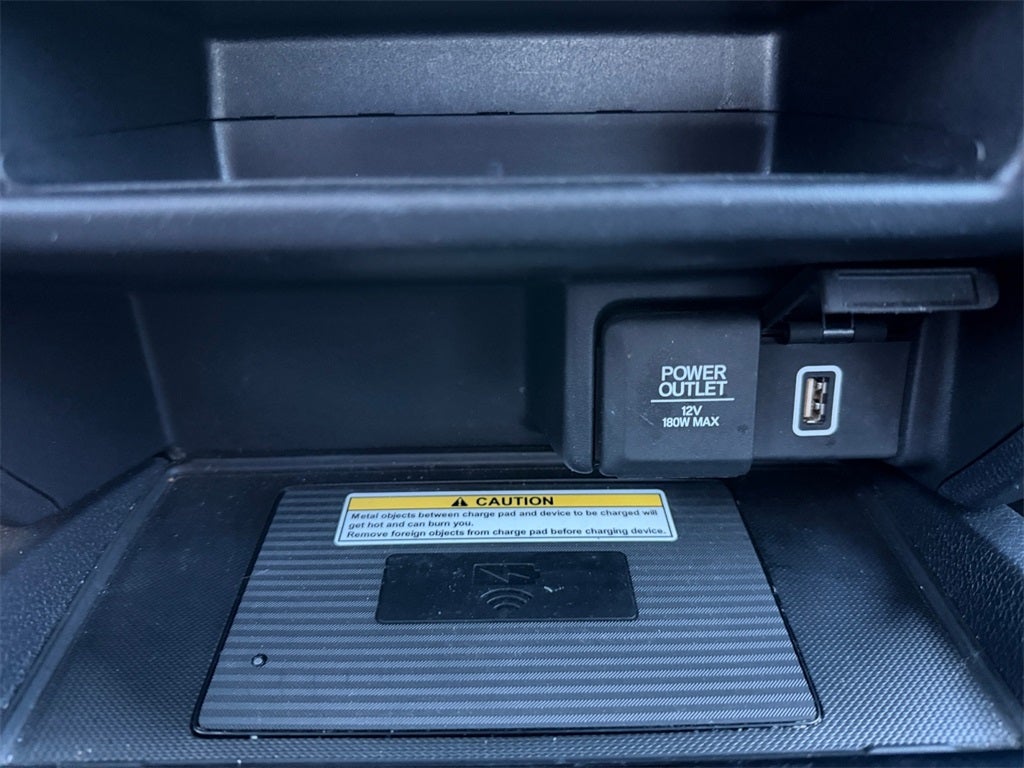 POWER
OUTLET
12V
180W MAX
CAUTION
Metal objects between charge pad and device to be charged will
get hot and can burn you.
Remove foreign objects from charge pad before charging device.